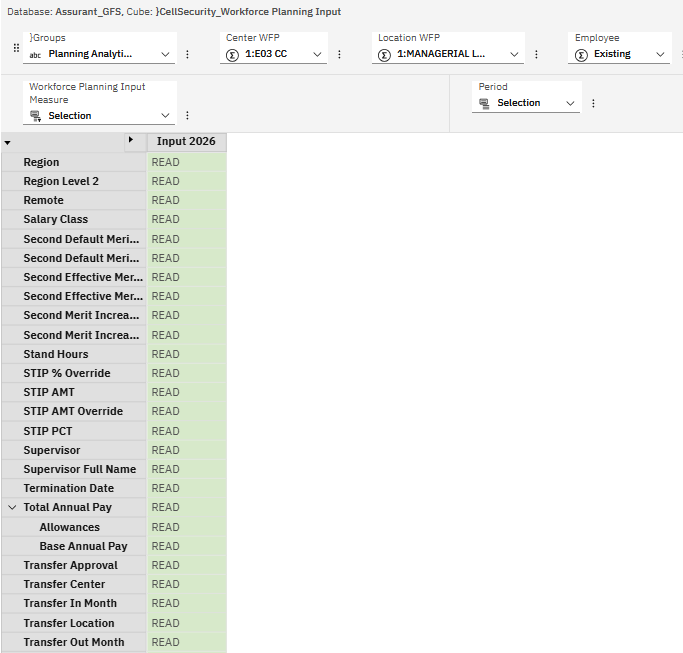 Database: Assurant_GFS, Cube: }CellSecurity_Workforce Planning Input
}Groups
abc Planning Analyti...
Center WFP
1:E03 CC
Location WFP
1:MANAGERIAL L...
Employee
Existing
Workforce Planning Input
Measure
Selection
Period
Selection
Input 2026
Region READ
Region Level 2 READ
Remote READ
Salary Class READ
Second Default Meri... READ
Second Default Meri... READ
Second Effective Mer... READ
Second Effective Mer... READ
Second Merit Increa... READ
Second Merit Increa... READ
Stand Hours READ
STIP % Override READ
STIP AMT READ
STIP AMT Override READ
STIP PCT READ
Supervisor READ
Supervisor Full Name READ
Termination Date READ
Total Annual Pay READ
Allowances READ
Base Annual Pay READ
Transfer Approval READ
Transfer Center READ
Transfer In Month READ
Transfer Location READ
Transfer Out Month READ